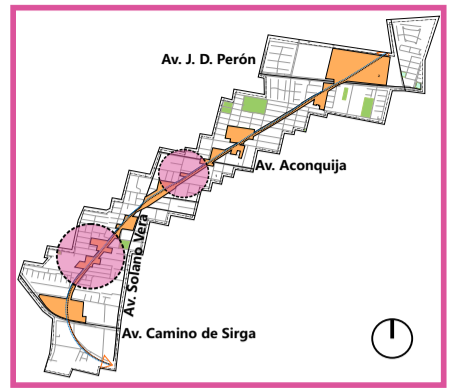 Av. J. D. Perón
Av. Aconquija
Av. Solano Vera
Av. Camino de Sirga